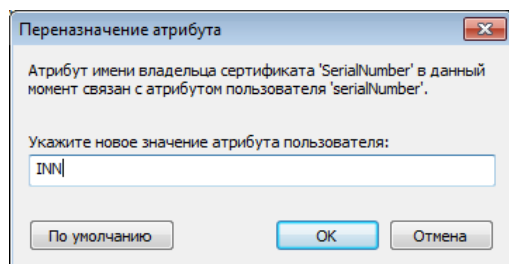 Переназначение атрибута
Атрибут имени владельца сертификата 'SerialNumber' в данный
момент связан с атрибутом пользователя 'serialNumber'.
Укажите новое значение атрибута пользователя:
INN
По умолчанию
OK
Отмена